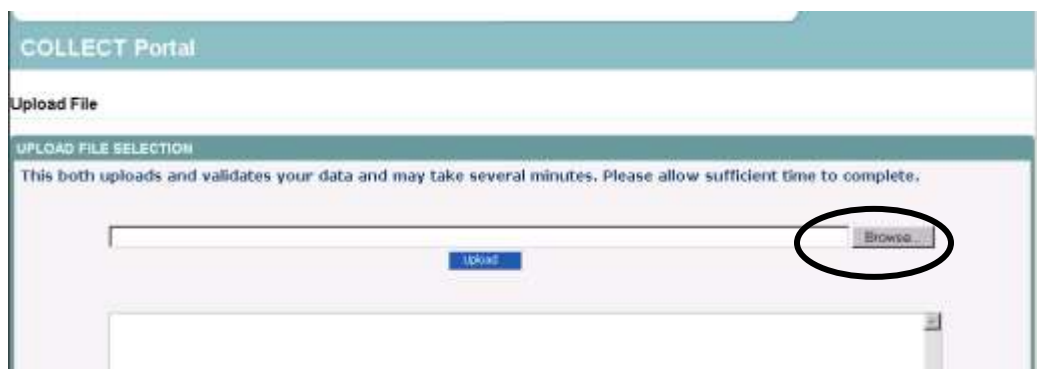 COLLECT Portal
Upload File
UPLOAD FILE SELECTION
This both uploads and validates your data and may take several minutes. Please allow sufficient time to complete.
Browse...
Upload